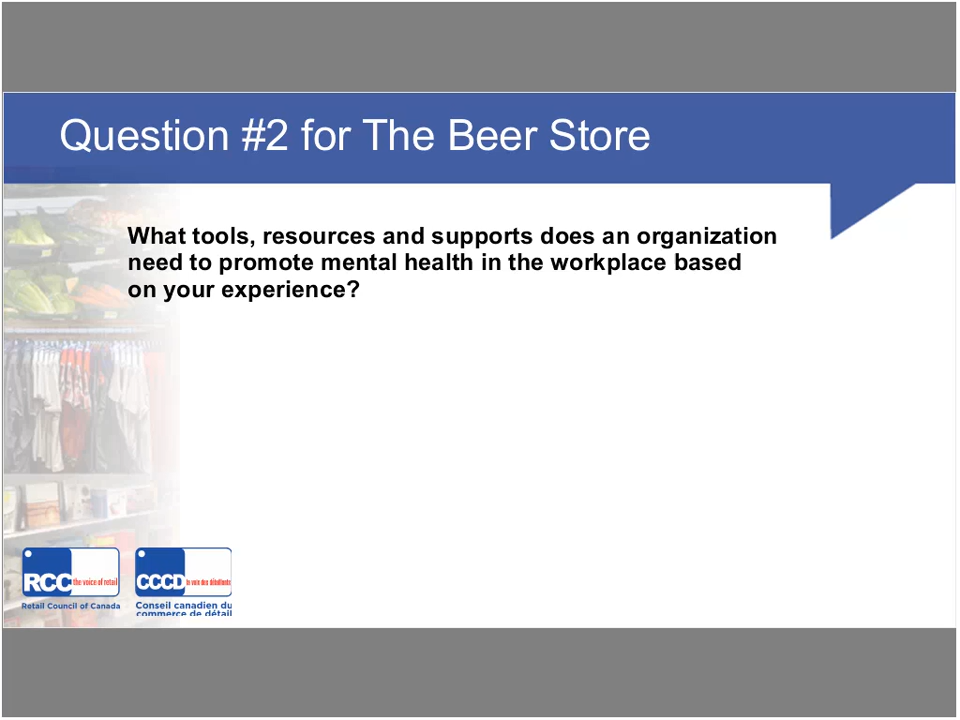 Question #2 for The Beer Store
What tools, resources and supports does an organization
need to promote mental health in the workplace based
on your experience?
RCC the voice of retail
Retail Council of Canada
CCCD la voix des détaillants
Conseil canadien du
commerce de détail